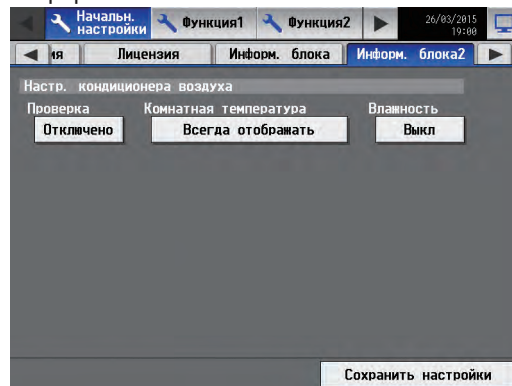 Начальн. настройки
Функция1
Функция2
26/03/2015
19:00
ия
Лицензия
Информ. блока
Информ. блока2
Настр. кондиционера воздуха
Проверка
Комнатная температура
Влажность
Отключено
Всегда отображать
Выкл
Сохранить настройки